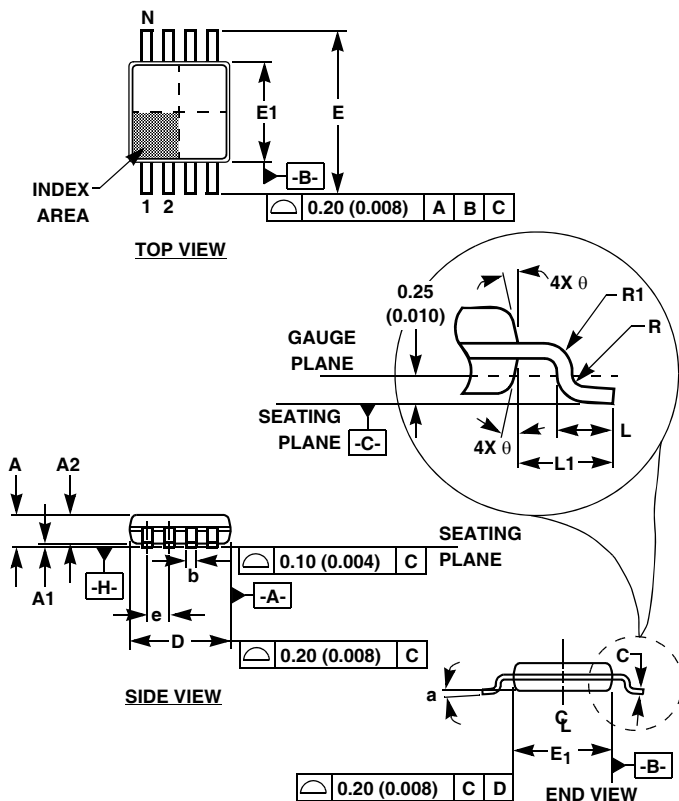 N
E1
E
-B-
INDEX
AREA
1 2
0.20 (0.008) A B C
TOP VIEW
0.25
(0.010)
4X θ
R1
R
GAUGE
PLANE
SEATING
PLANE
-C-
4X θ
L
L1
A A2
SEATING
PLANE
0.10 (0.004) C
A1
-H-
b
-A-
e
D
0.20 (0.008) C
SIDE VIEW
C
a
CL
E1
-B-
0.20 (0.008) C D
END VIEW